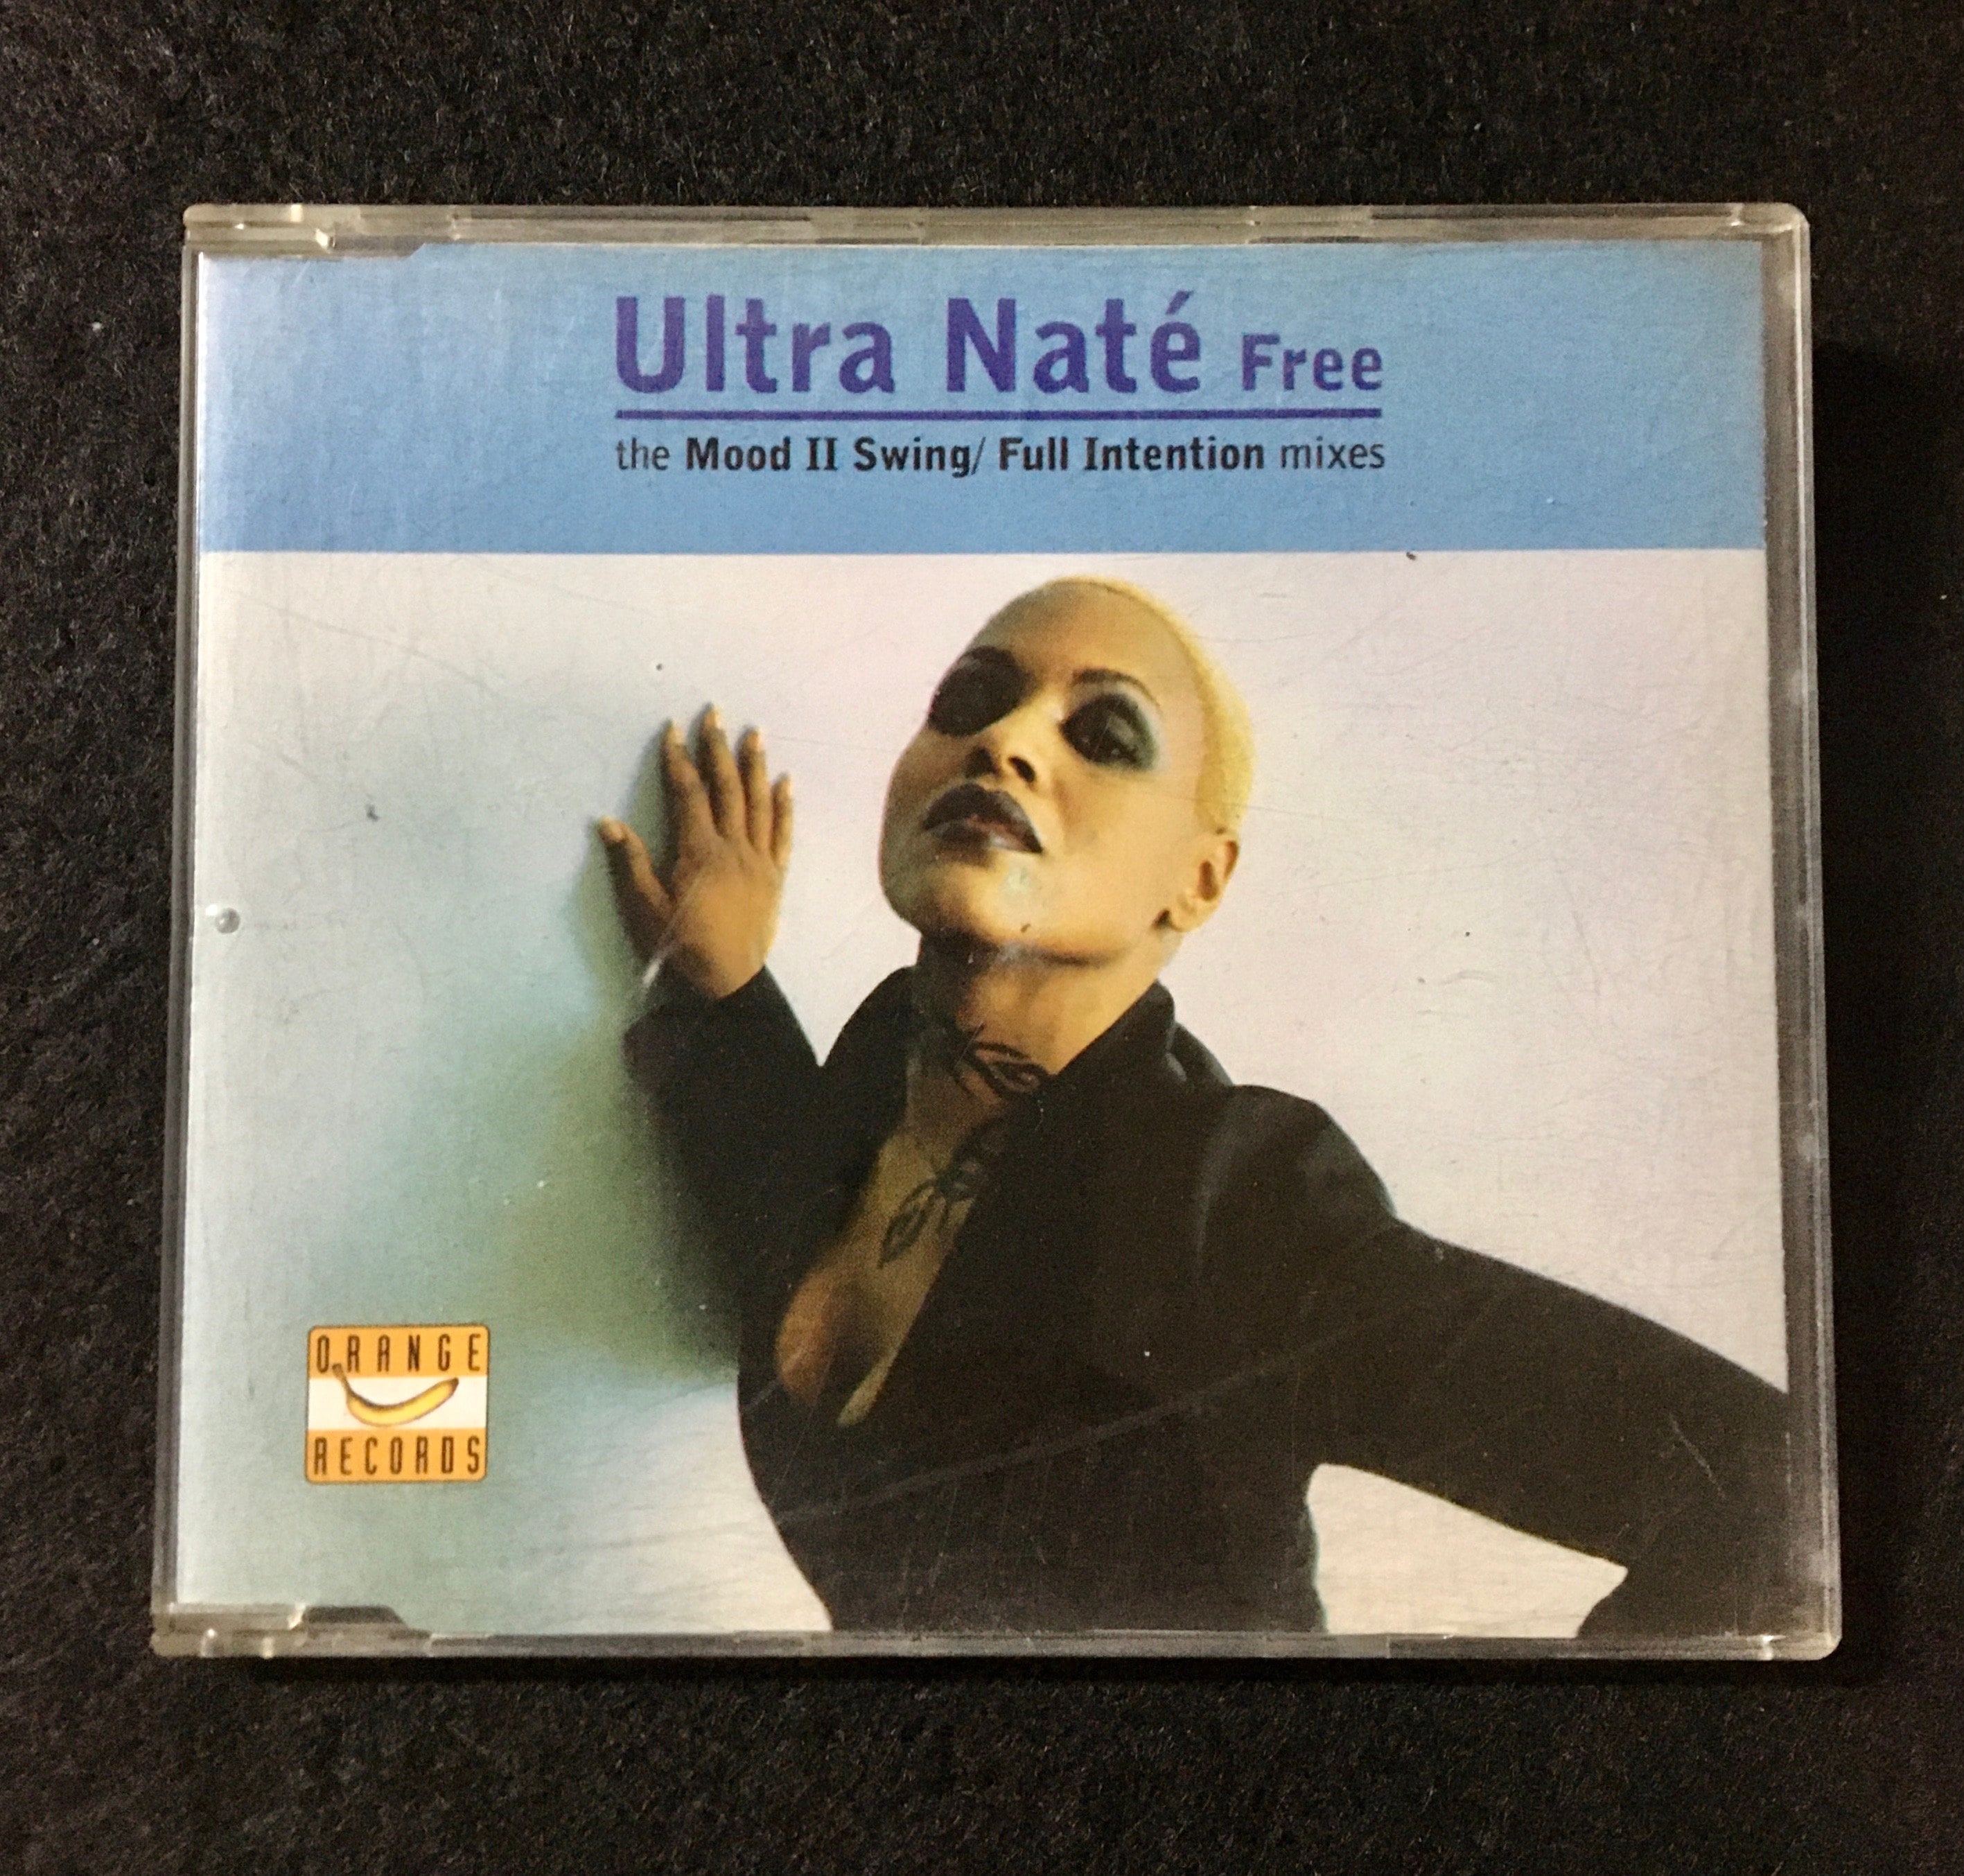 Ultra Naté Free
the Mood II Swing/ Full Intention mixes
ORANGE
RECORDS